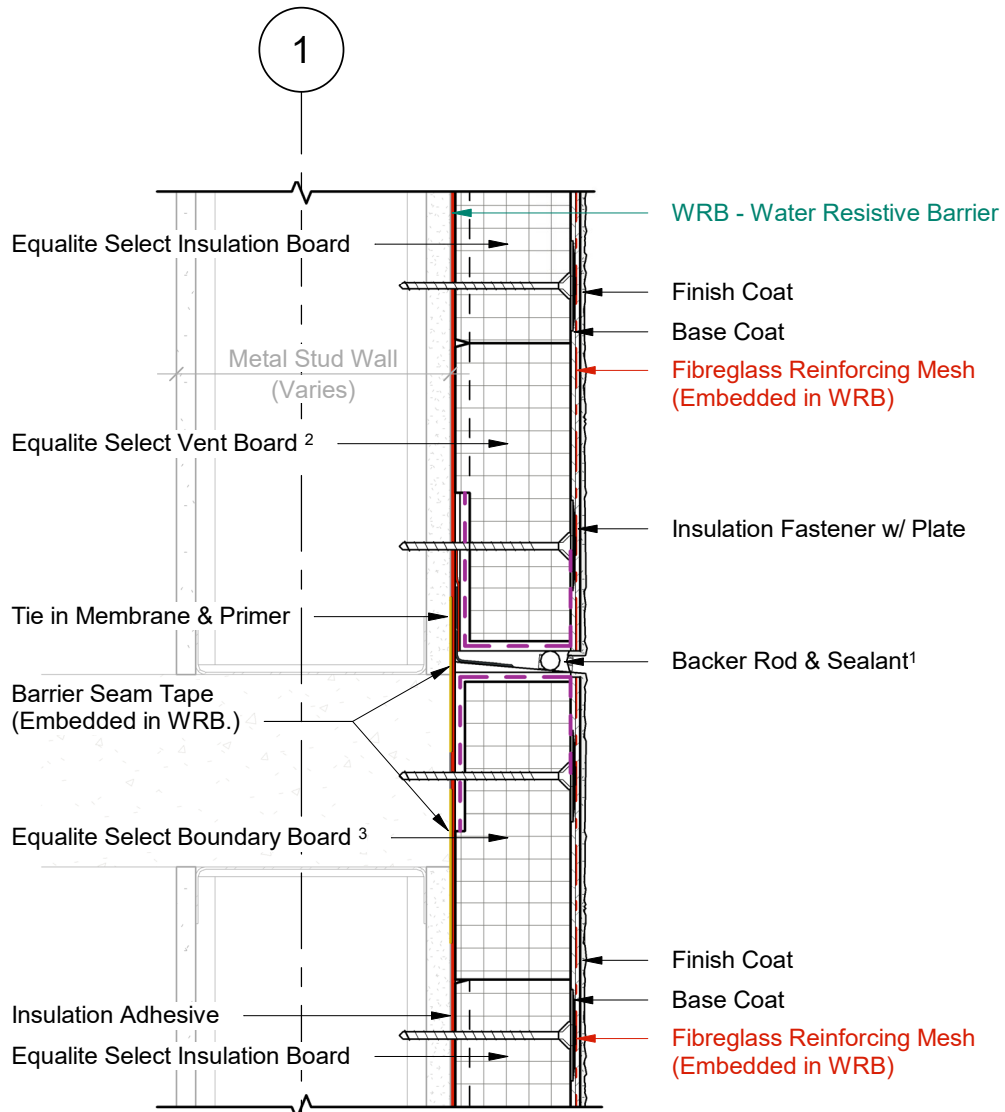 1
WRB - Water Resistive Barrier
Equalite Select Insulation Board
Finish Coat
Base Coat
Metal Stud Wall
(Varies)
Fibreglass Reinforcing Mesh
(Embedded in WRB)
Equalite Select Vent Board ²
Insulation Fastener w/ Plate
Tie in Membrane & Primer
Backer Rod & Sealant¹
Barrier Seam Tape
(Embedded in WRB.)
Equalite Select Boundary Board ³
Finish Coat
Base Coat
Insulation Adhesive
Fibreglass Reinforcing Mesh
(Embedded in WRB)
Equalite Select Insulation Board